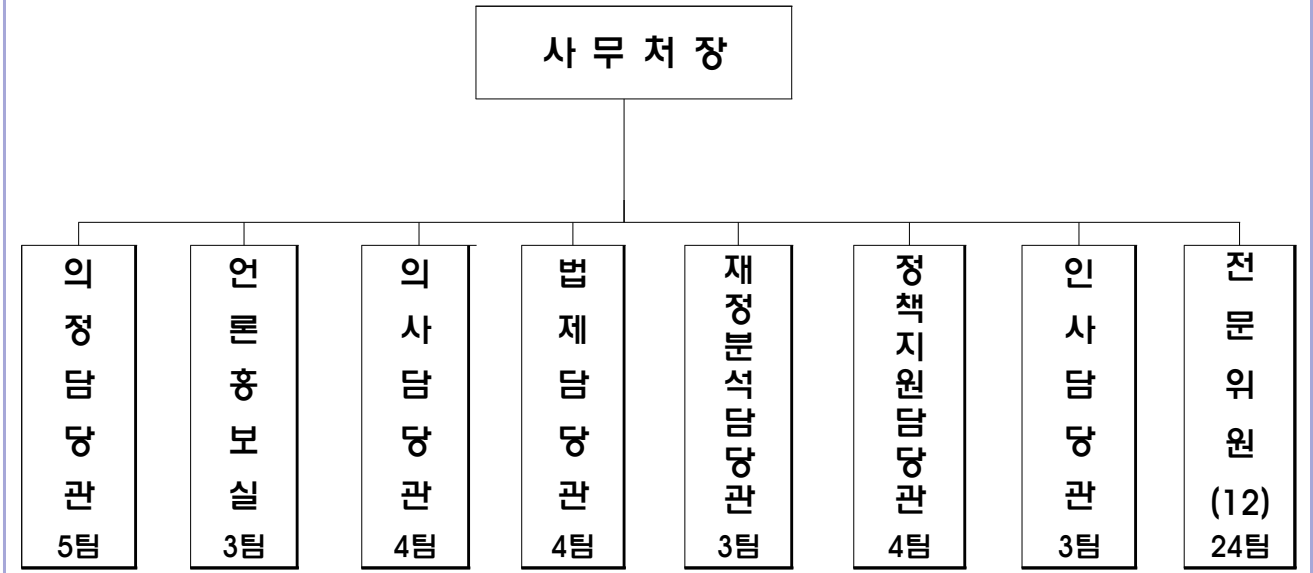 사무처장
의정담당관
5팀
언론홍보실
3팀
의사담당관
4팀
법제담당관
4팀
재정분석담당관
3팀
정책지원담당관
4팀
인사담당관
3팀
전문위원
(12)
24팀